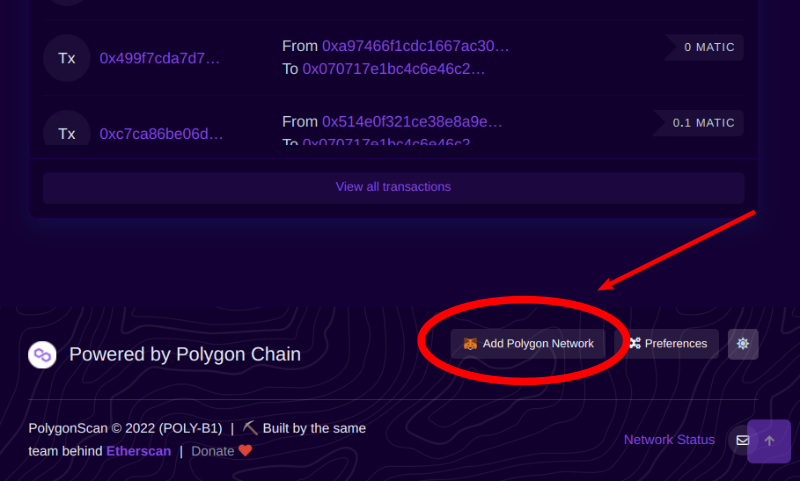 Tx
0x499f7cda7d7…
From 0xa97466f1cdc1667ac30…
To 0x070717e1bc4c6e46c2…
0 MATIC
Tx
0xc7ca86be06d…
From 0x514e0f321ce38e8a9e…
To 0x070717e1bc4c6e46c2
0.1 MATIC
View all transactions
Powered by Polygon Chain
Add Polygon Network
Preferences
PolygonScan © 2022 (POLY-B1) | ⛏ Built by the same
team behind Etherscan | Donate ❤
Network Status